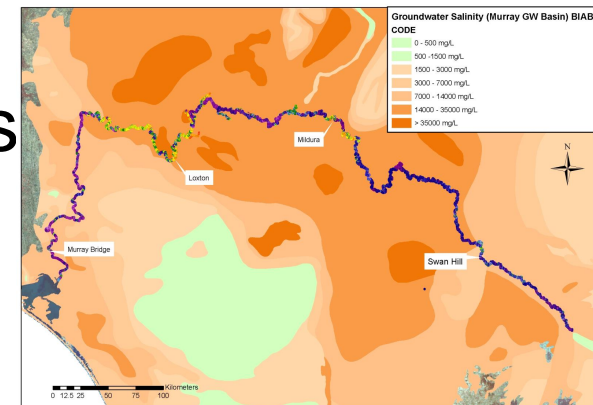 S
Groundwater Salinity (Murray GW Basin) BIAB
CODE
0 - 500 mg/L
500 -1500 mg/L
1500 - 3000 mg/L
3000 - 7000 mg/L
7000 - 14000 mg/L
14000 - 35000 mg/L
> 35000 mg/L
N
Mildura
Loxton
Murray Bridge
Swan Hill
0 12.5 25 50 75 100 Kilometers